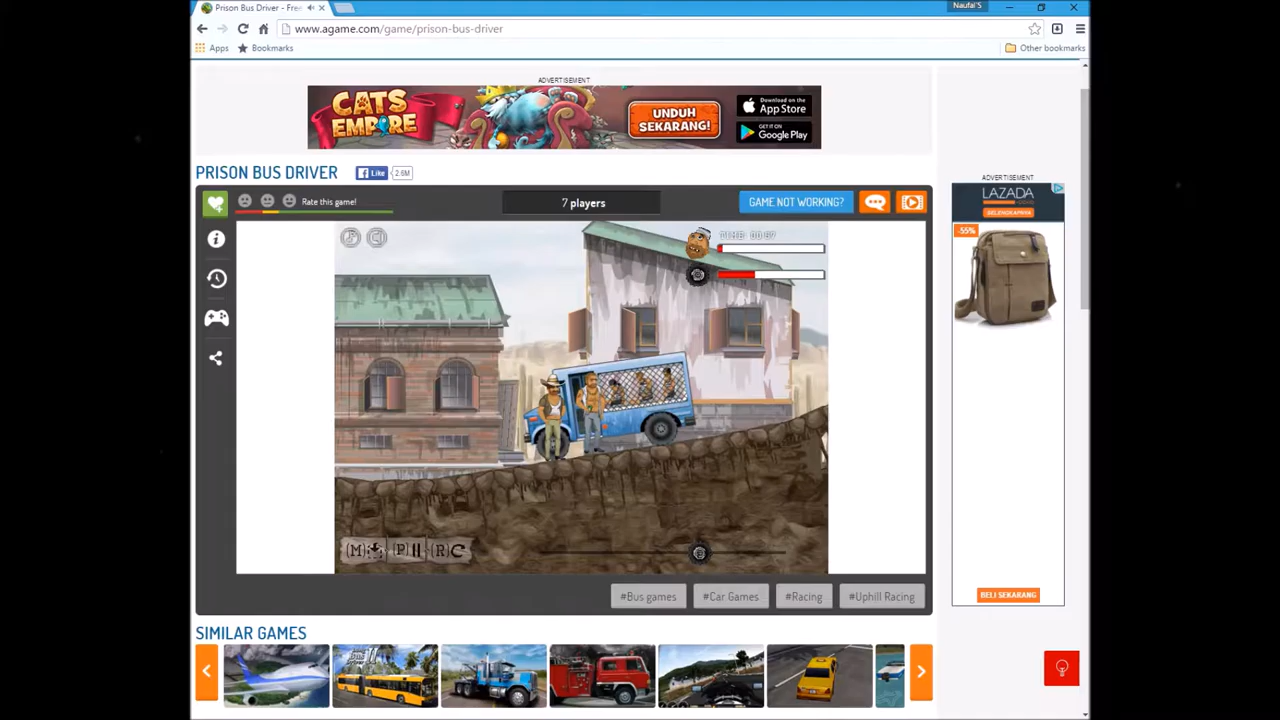 Prison Bus Driver - Free
Naufal'S
www.agame.com/game/prison-bus-driver
Apps
Bookmarks
Other bookmarks
ADVERTISEMENT
CATS
EMPIRE
UNDUH
SEKARANG!
Download on the
App Store
GET IT ON
Google Play
PRISON BUS DRIVER
Like
2.6M
ADVERTISEMENT
LAZADA
-55%
Rate this game!
7 players
GAME NOT WORKING?
(M) (P) (R)
#Bus games
#Car Games
#Racing
#Uphill Racing
BELI SEKARANG
SIMILAR GAMES